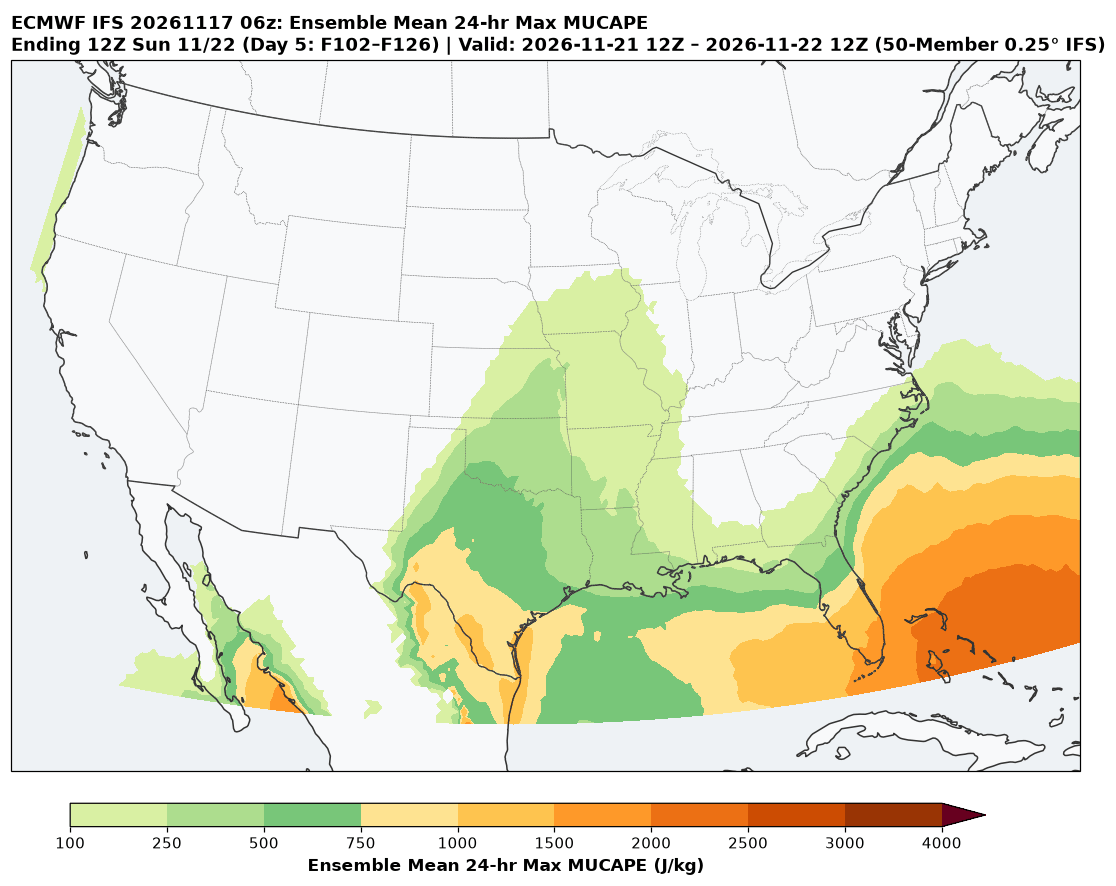 ECMWF IFS 20261117 06z: Ensemble Mean 24-hr Max MUCAPE
Ending 12Z Sun 11/22 (Day 5: F102–F126) | Valid: 2026-11-21 12Z – 2026-11-22 12Z (50-Member 0.25° IFS)
100 250 500 750 1000 1500 2000 2500 3000 4000
Ensemble Mean 24-hr Max MUCAPE (J/kg)